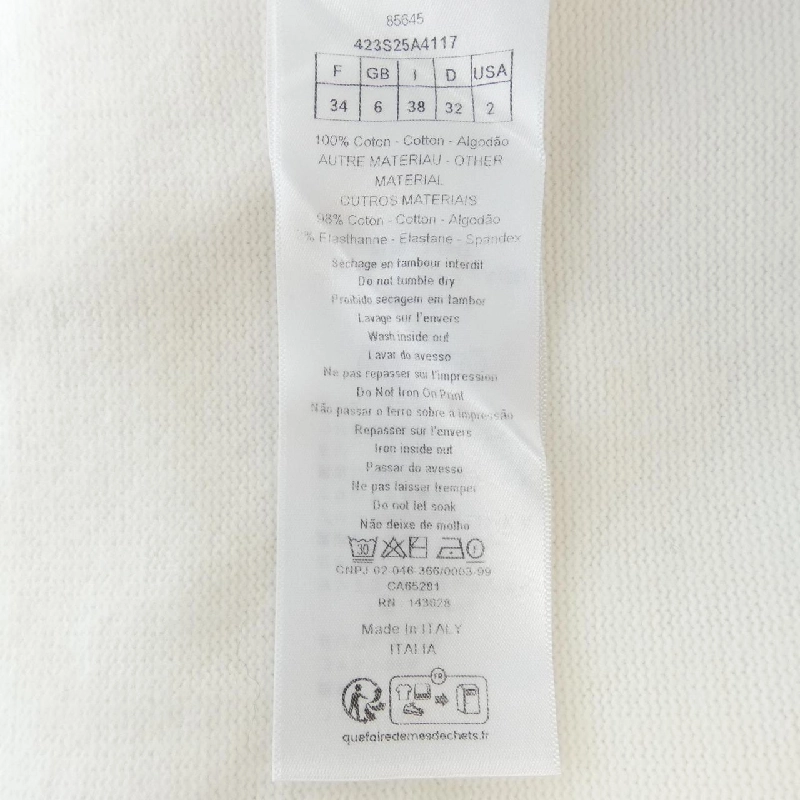 85645
423S25A4117
F GB I D USA
34 6 38 32 2
100% Coton - Cotton - Algodão
AUTRE MATERIAU - OTHER
MATERIAL
OUTROS MATERIAIS
98% Coton - Cotton - Algodão
% Elasthanne - Elastane - Spandex
Séchage en tambour interdit
Do not tumble dry
Proibido secagem em tambor
Lavage sur l'envers
Wash inside out
Lavar do avesso
Ne pas repasser sur l'impression
Do Not Iron On Print
Não passar o ferro sobre a impressão
Repasser sur l'envers
Iron inside out
Passar do avesso
Ne pas laisser tremper
Do not let soak
Não deixe de molho
30
CNPJ 02-046-366/0003-99
CA65281
RN 143028
Made In ITALY
ITALIA
FR
quefairedemesdechets.fr